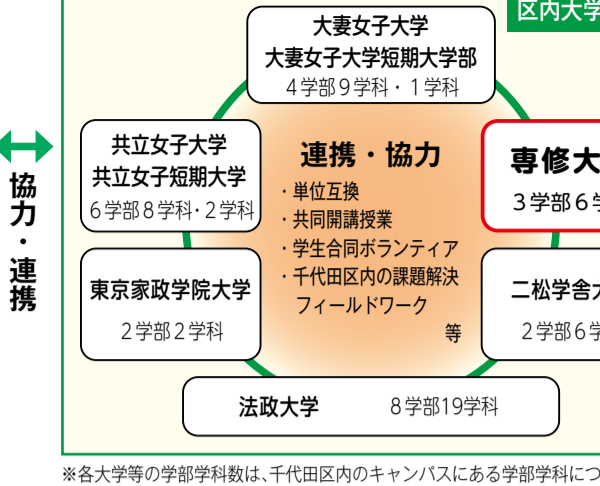 区内大学
大妻女子大学
大妻女子大学短期大学部
4学部9学科・1学科
共立女子大学
共立女子短期大学
6学部8学科・2学科
連携・協力
・単位互換
・共同開講授業
・学生合同ボランティア
・千代田区内の課題解決
フィールドワーク
等
専修大
3学部6学
協力・連携
東京家政学院大学
2学部2学科
二松学舎大
2学部6学
法政大学 8学部19学科
※各大学等の学部学科数は、千代田区内のキャンパスにある学部学科につ